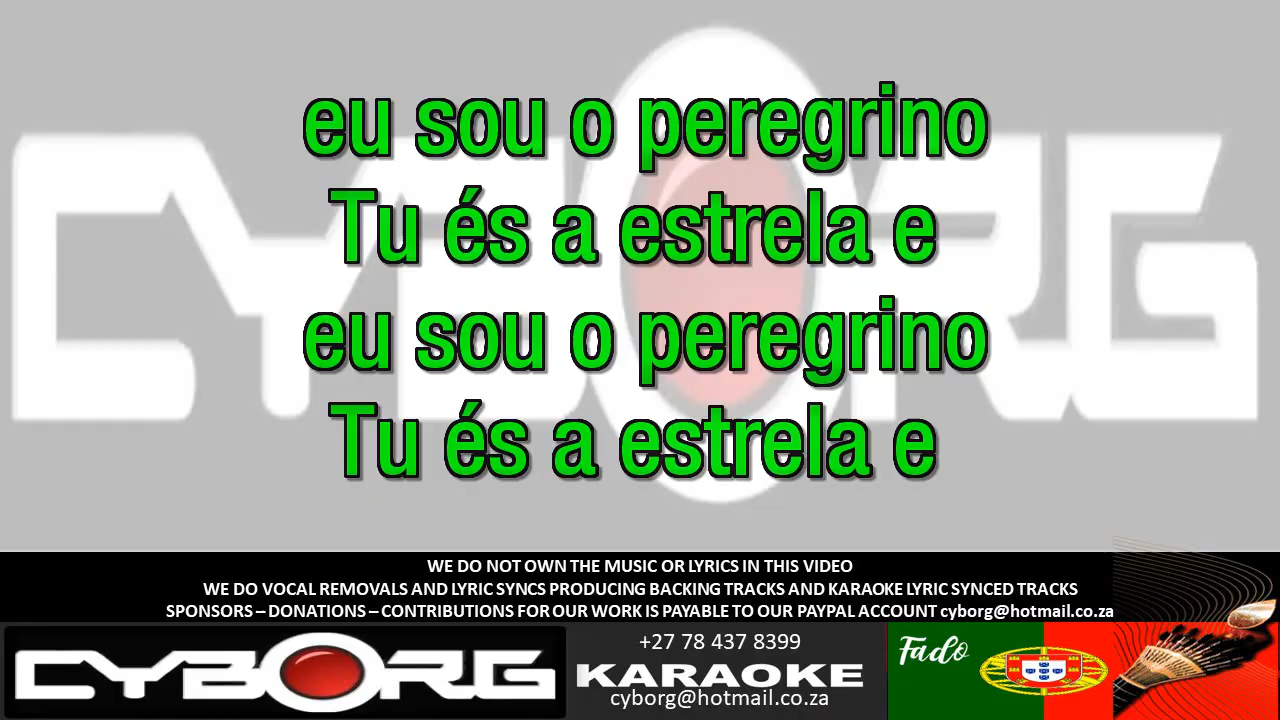 eu sou o peregrino
Tu és a estrela e
eu sou o peregrino
Tu és a estrela e
CYBORG
WE DO NOT OWN THE MUSIC OR LYRICS IN THIS VIDEO
WE DO VOCAL REMOVALS AND LYRIC SYNCS PRODUCING BACKING TRACKS AND KARAOKE LYRIC SYNCED TRACKS
SPONSORS – DONATIONS – CONTRIBUTIONS FOR OUR WORK IS PAYABLE TO OUR PAYPAL ACCOUNT cyborg@hotmail.co.za
CYBORG
+27 78 437 8399
KARAOKE
cyborg@hotmail.co.za
Fado